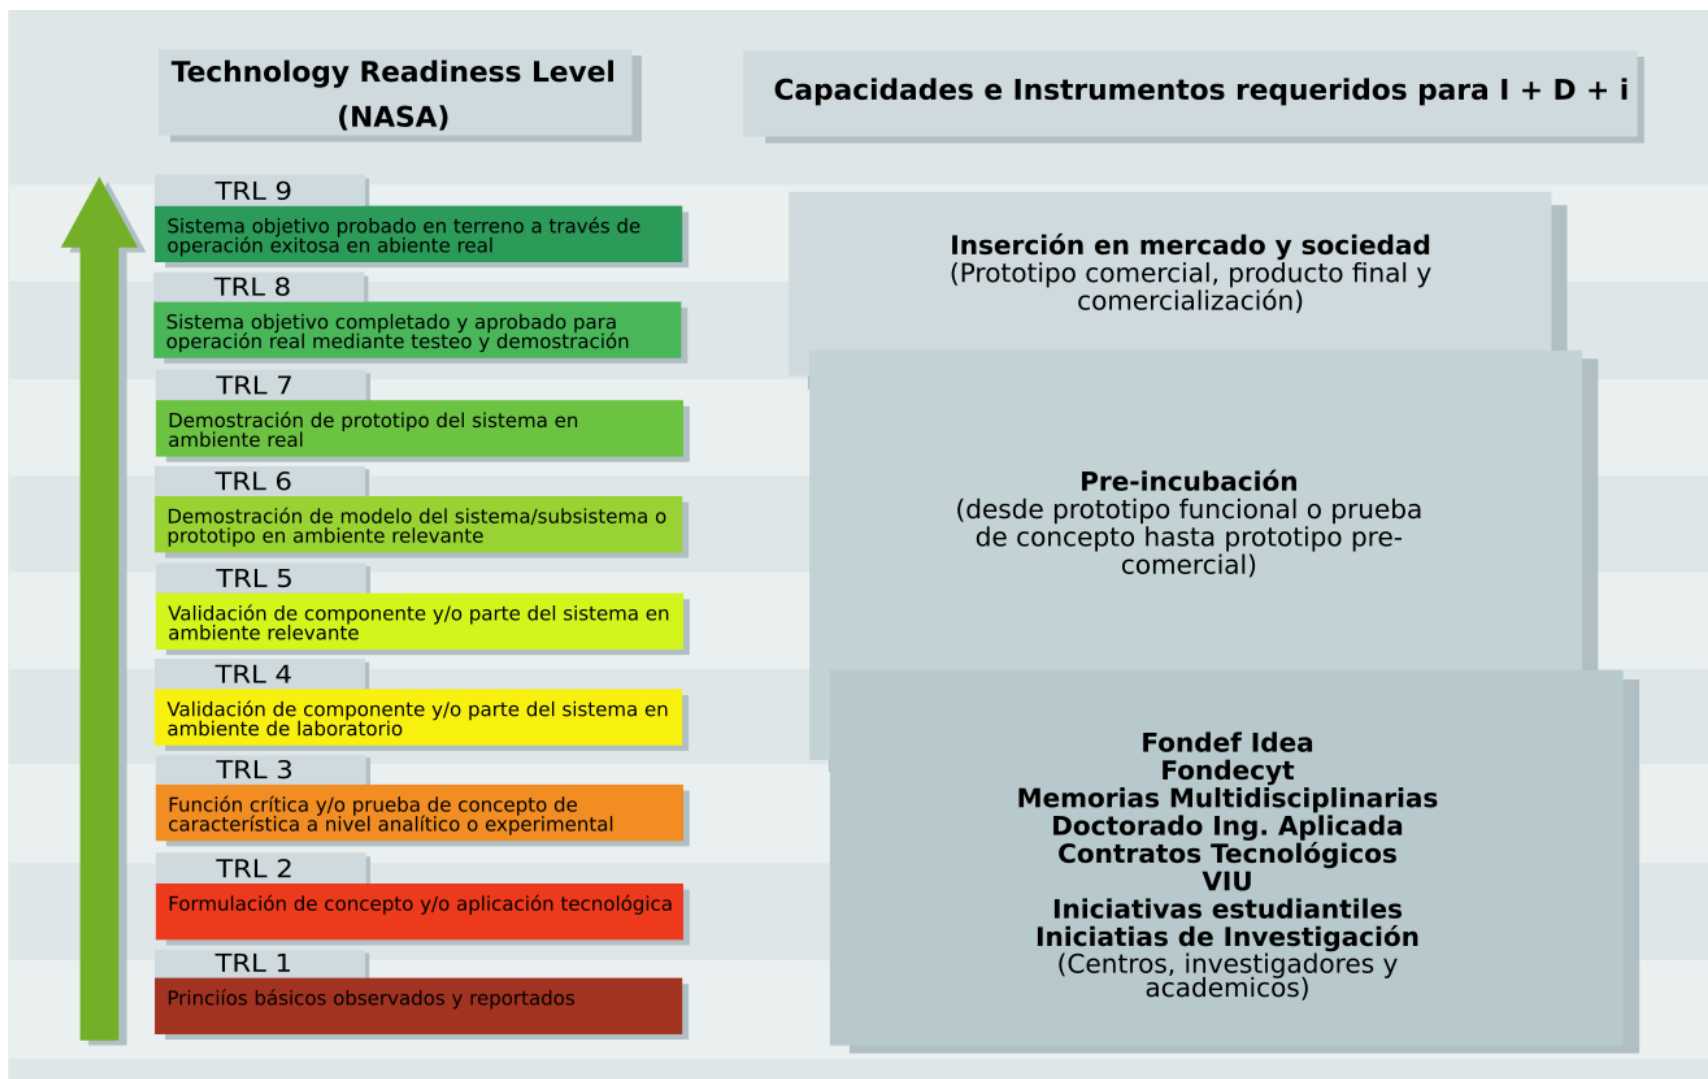 Technology Readiness Level
(NASA)
Capacidades e Instrumentos requeridos para I + D + i
TRL 9
Sistema objetivo probado en terreno a través de
operación exitosa en abiente real
TRL 8
Sistema objetivo completado y aprobado para
operación real mediante testeo y demostración
TRL 7
Demostración de prototipo del sistema en
ambiente real
TRL 6
Demostración de modelo del sistema/subsistema o
prototipo en ambiente relevante
TRL 5
Validación de componente y/o parte del sistema en
ambiente relevante
TRL 4
Validación de componente y/o parte del sistema en
ambiente de laboratorio
TRL 3
Función crítica y/o prueba de concepto de
característica a nivel analítico o experimental
TRL 2
Formulación de concepto y/o aplicación tecnológica
TRL 1
Princiíos básicos observados y reportados
Inserción en mercado y sociedad
(Prototipo comercial, producto final y
comercialización)
Pre-incubación
(desde prototipo funcional o prueba
de concepto hasta prototipo pre-
comercial)
Fondef Idea
Fondecyt
Memorias Multidisciplinarias
Doctorado Ing. Aplicada
Contratos Tecnológicos
VIU
Iniciativas estudiantiles
Iniciatias de Investigación
(Centros, investigadores y
academicos)